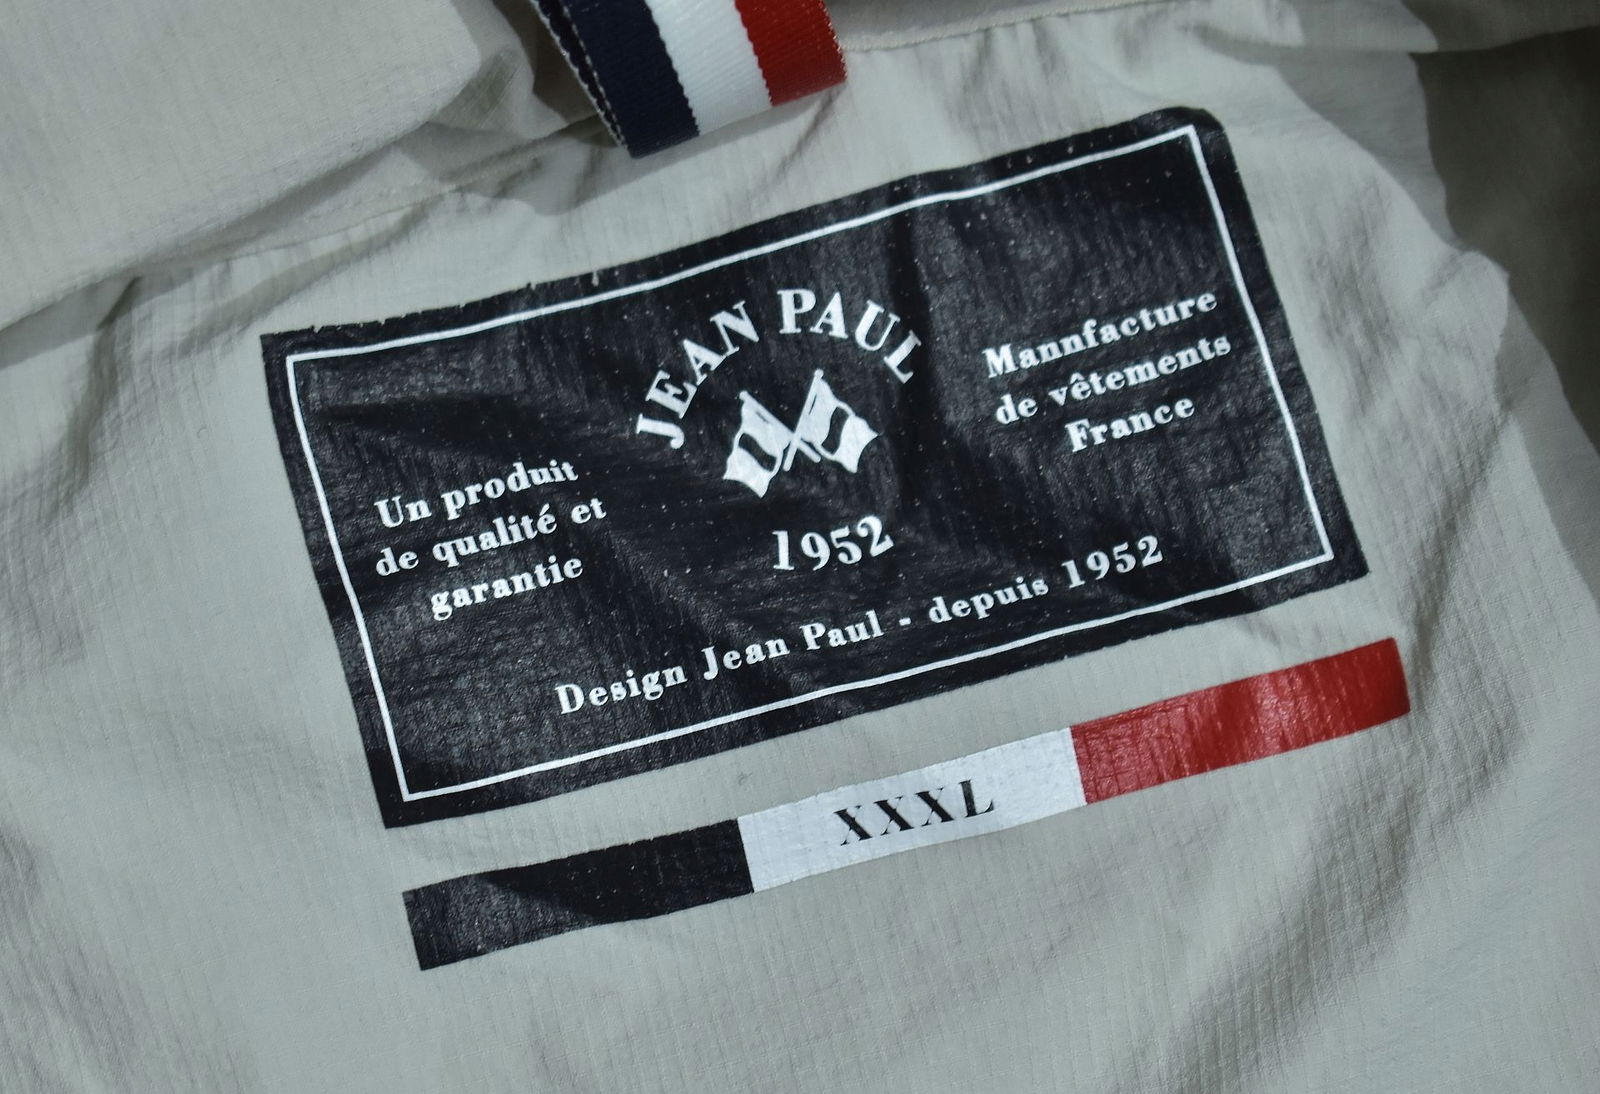 JEAN PAUL
1952
Un produit
de qualité et
garantie
Mannfacture
de vêtements
France
Design Jean Paul - depuis 1952
XXXL